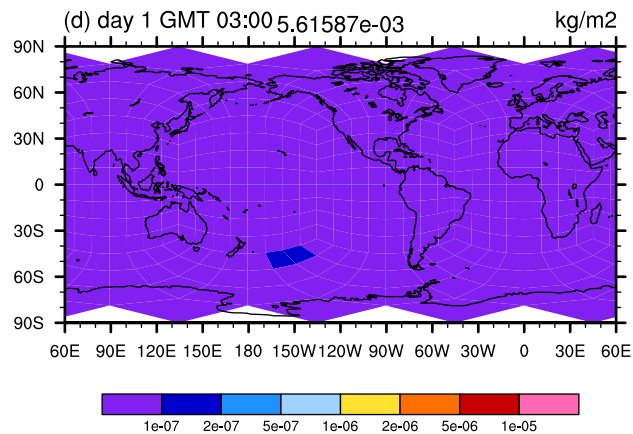 (d) day 1 GMT 03:00 5.61587e-03 kg/m2
90N
60N
30N
0
30S
60S
90S
60E 90E 120E 150E 180 150W 120W 90W 60W 30W 0 30E 60E
1e-07 2e-07 5e-07 1e-06 2e-06 5e-06 1e-05